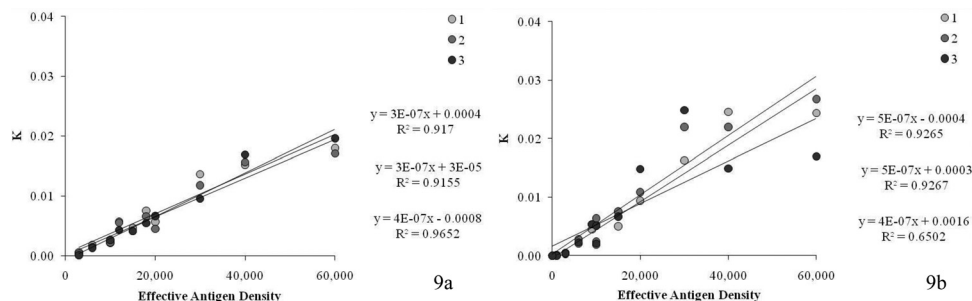 0.04
0.03
0.02
0.01
0.00
K
0
20,000
40,000
60,000
Effective Antigen Density
1
2
3
y = 3E-07x + 0.0004
R² = 0.917
y = 3E-07x + 3E-05
R² = 0.9155
y = 4E-07x - 0.0008
R² = 0.9652
9a
0.04
0.03
0.02
0.01
0.00
K
0
20,000
40,000
60,000
Effective Antigen Density
1
2
3
y = 5E-07x - 0.0004
R² = 0.9265
y = 5E-07x + 0.0003
R² = 0.9267
y = 4E-07x + 0.0016
R² = 0.6502
9b